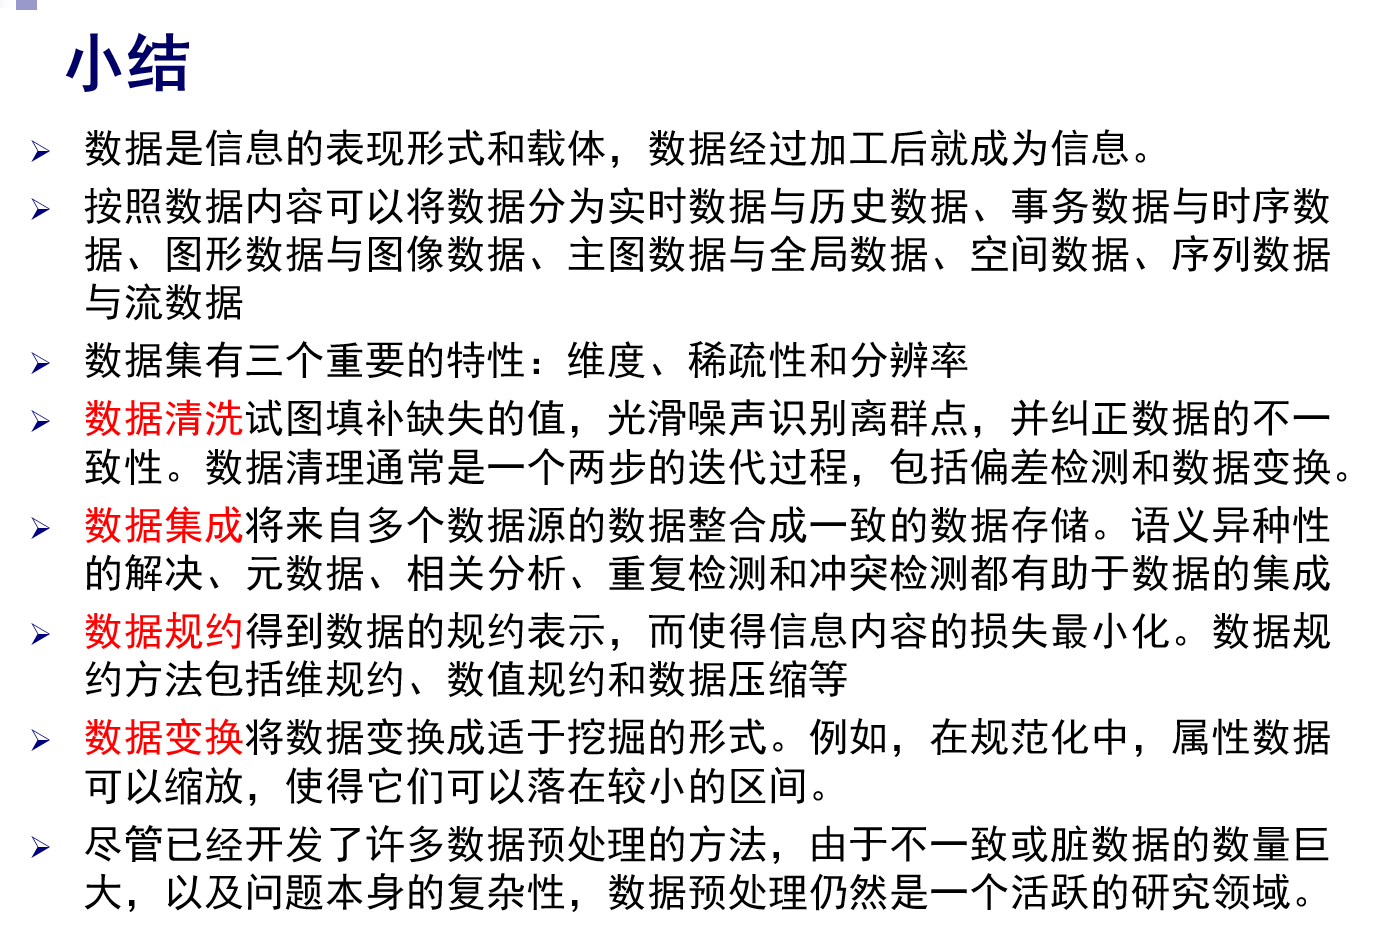 小结
数据是信息的表现形式和载体，数据经过加工后就成为信息。
按照数据内容可以将数据分为实时数据与历史数据、事务数据与时序数
据、图形数据与图像数据、主图数据与全局数据、空间数据、序列数据
与流数据
数据集有三个重要的特性：维度、稀疏性和分辨率
数据清洗试图填补缺失的值，光滑噪声识别离群点，并纠正数据的不一
致性。数据清理通常是一个两步的迭代过程，包括偏差检测和数据变换。
数据集成将来自多个数据源的数据整合成一致的数据存储。语义异种性
的解决、元数据、相关分析、重复检测和冲突检测都有助于数据的集成
数据规约得到数据的规约表示，而使得信息内容的损失最小化。数据规
约方法包括维规约、数值规约和数据压缩等
数据变换将数据变换成适于挖掘的形式。例如，在规范化中，属性数据
可以缩放，使得它们可以落在较小的区间。
尽管已经开发了许多数据预处理的方法，由于不一致或脏数据的数量巨
大，以及问题本身的复杂性，数据预处理仍然是一个活跃的研究领域。